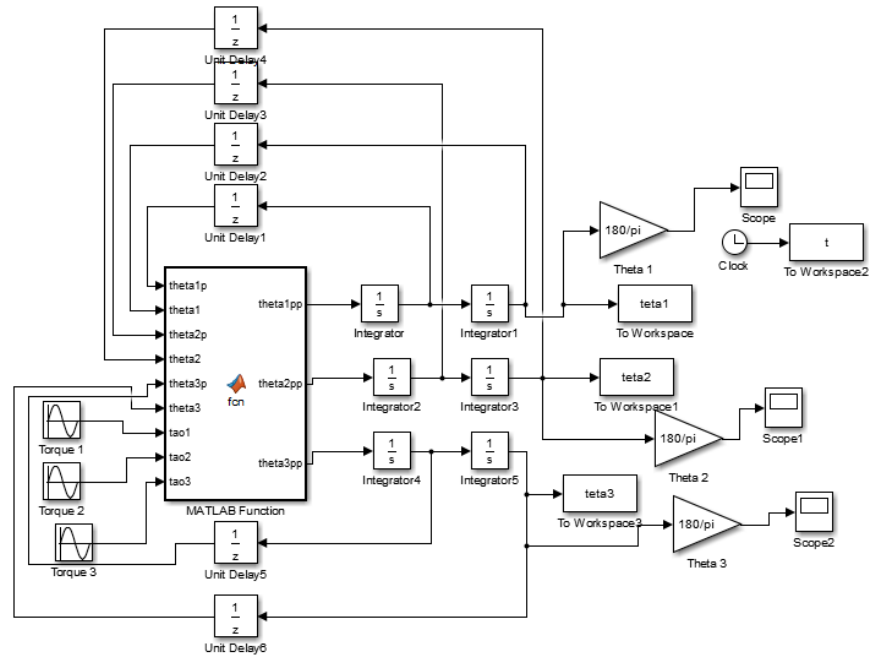 1
z
Unit Delay4
1
z
Unit Delay3
1
z
Unit Delay2
1
z
Unit Delay1
180/pi
Theta 1
Scope
Clock
t
To Workspace2
theta1p
theta1
theta2p
theta2
theta3p
theta3
tao1
tao2
tao3
fcn
theta1pp
theta2pp
theta3pp
MATLAB Function
1
s
Integrator
1
s
Integrator1
teta1
To Workspace
1
s
Integrator2
1
s
Integrator3
teta2
To Workspace1
180/pi
Theta 2
Scope1
1
s
Integrator4
1
s
Integrator5
teta3
To Workspace3
180/pi
Theta 3
Scope2
Torque 1
Torque 2
Torque 3
1
z
Unit Delay5
1
z
Unit Delay6